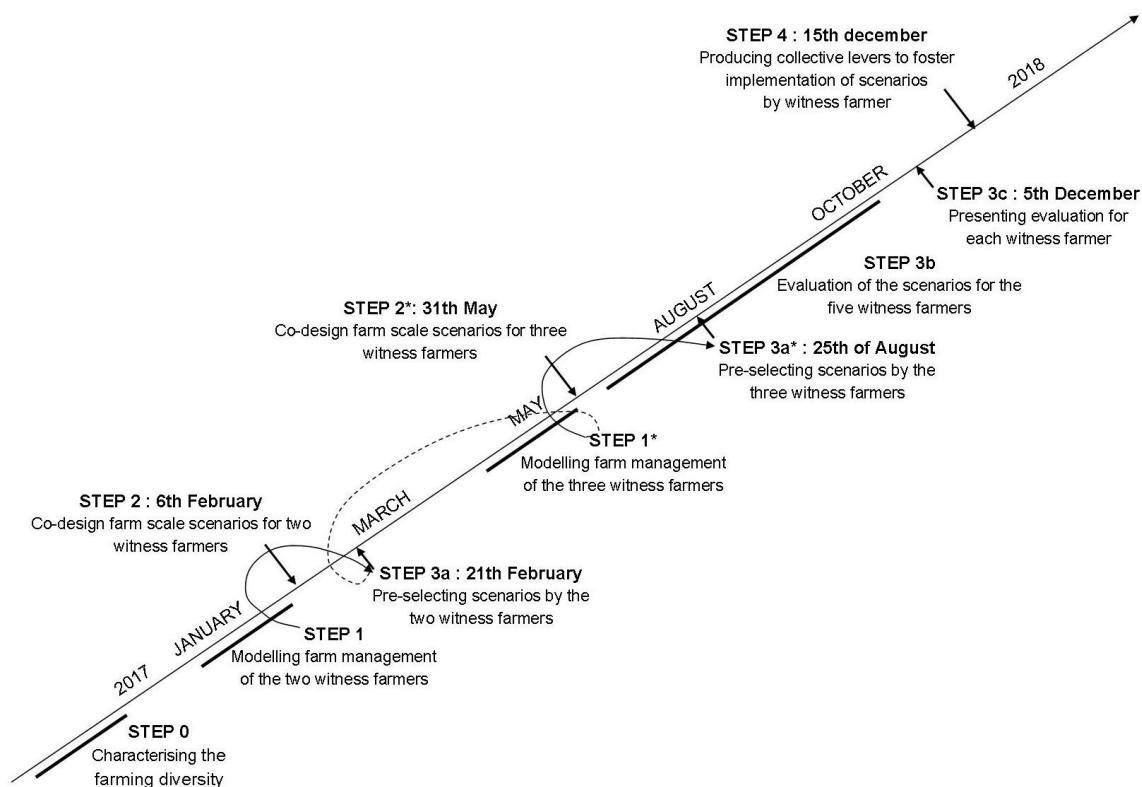 STEP 4 : 15th december
Producing collective levers to foster
implementation of scenarios
by witness farmer
2018
OCTOBER
STEP 3c : 5th December
Presenting evaluation for
each witness farmer
STEP 3b
Evaluation of the scenarios for the
five witness farmers
AUGUST
STEP 2*: 31th May
Co-design farm scale scenarios for three
witness farmers
STEP 3a* : 25th of August
Pre-selecting scenarios by the
three witness farmers
MAY
STEP 1*
Modelling farm management
of the three witness farmers
MARCH
STEP 2 : 6th February
Co-design farm scale scenarios for two
witness farmers
STEP 3a : 21th February
Pre-selecting scenarios by the
two witness farmers
JANUARY
STEP 1
Modelling farm management
of the two witness farmers
2017
STEP 0
Characterising the
farming diversity